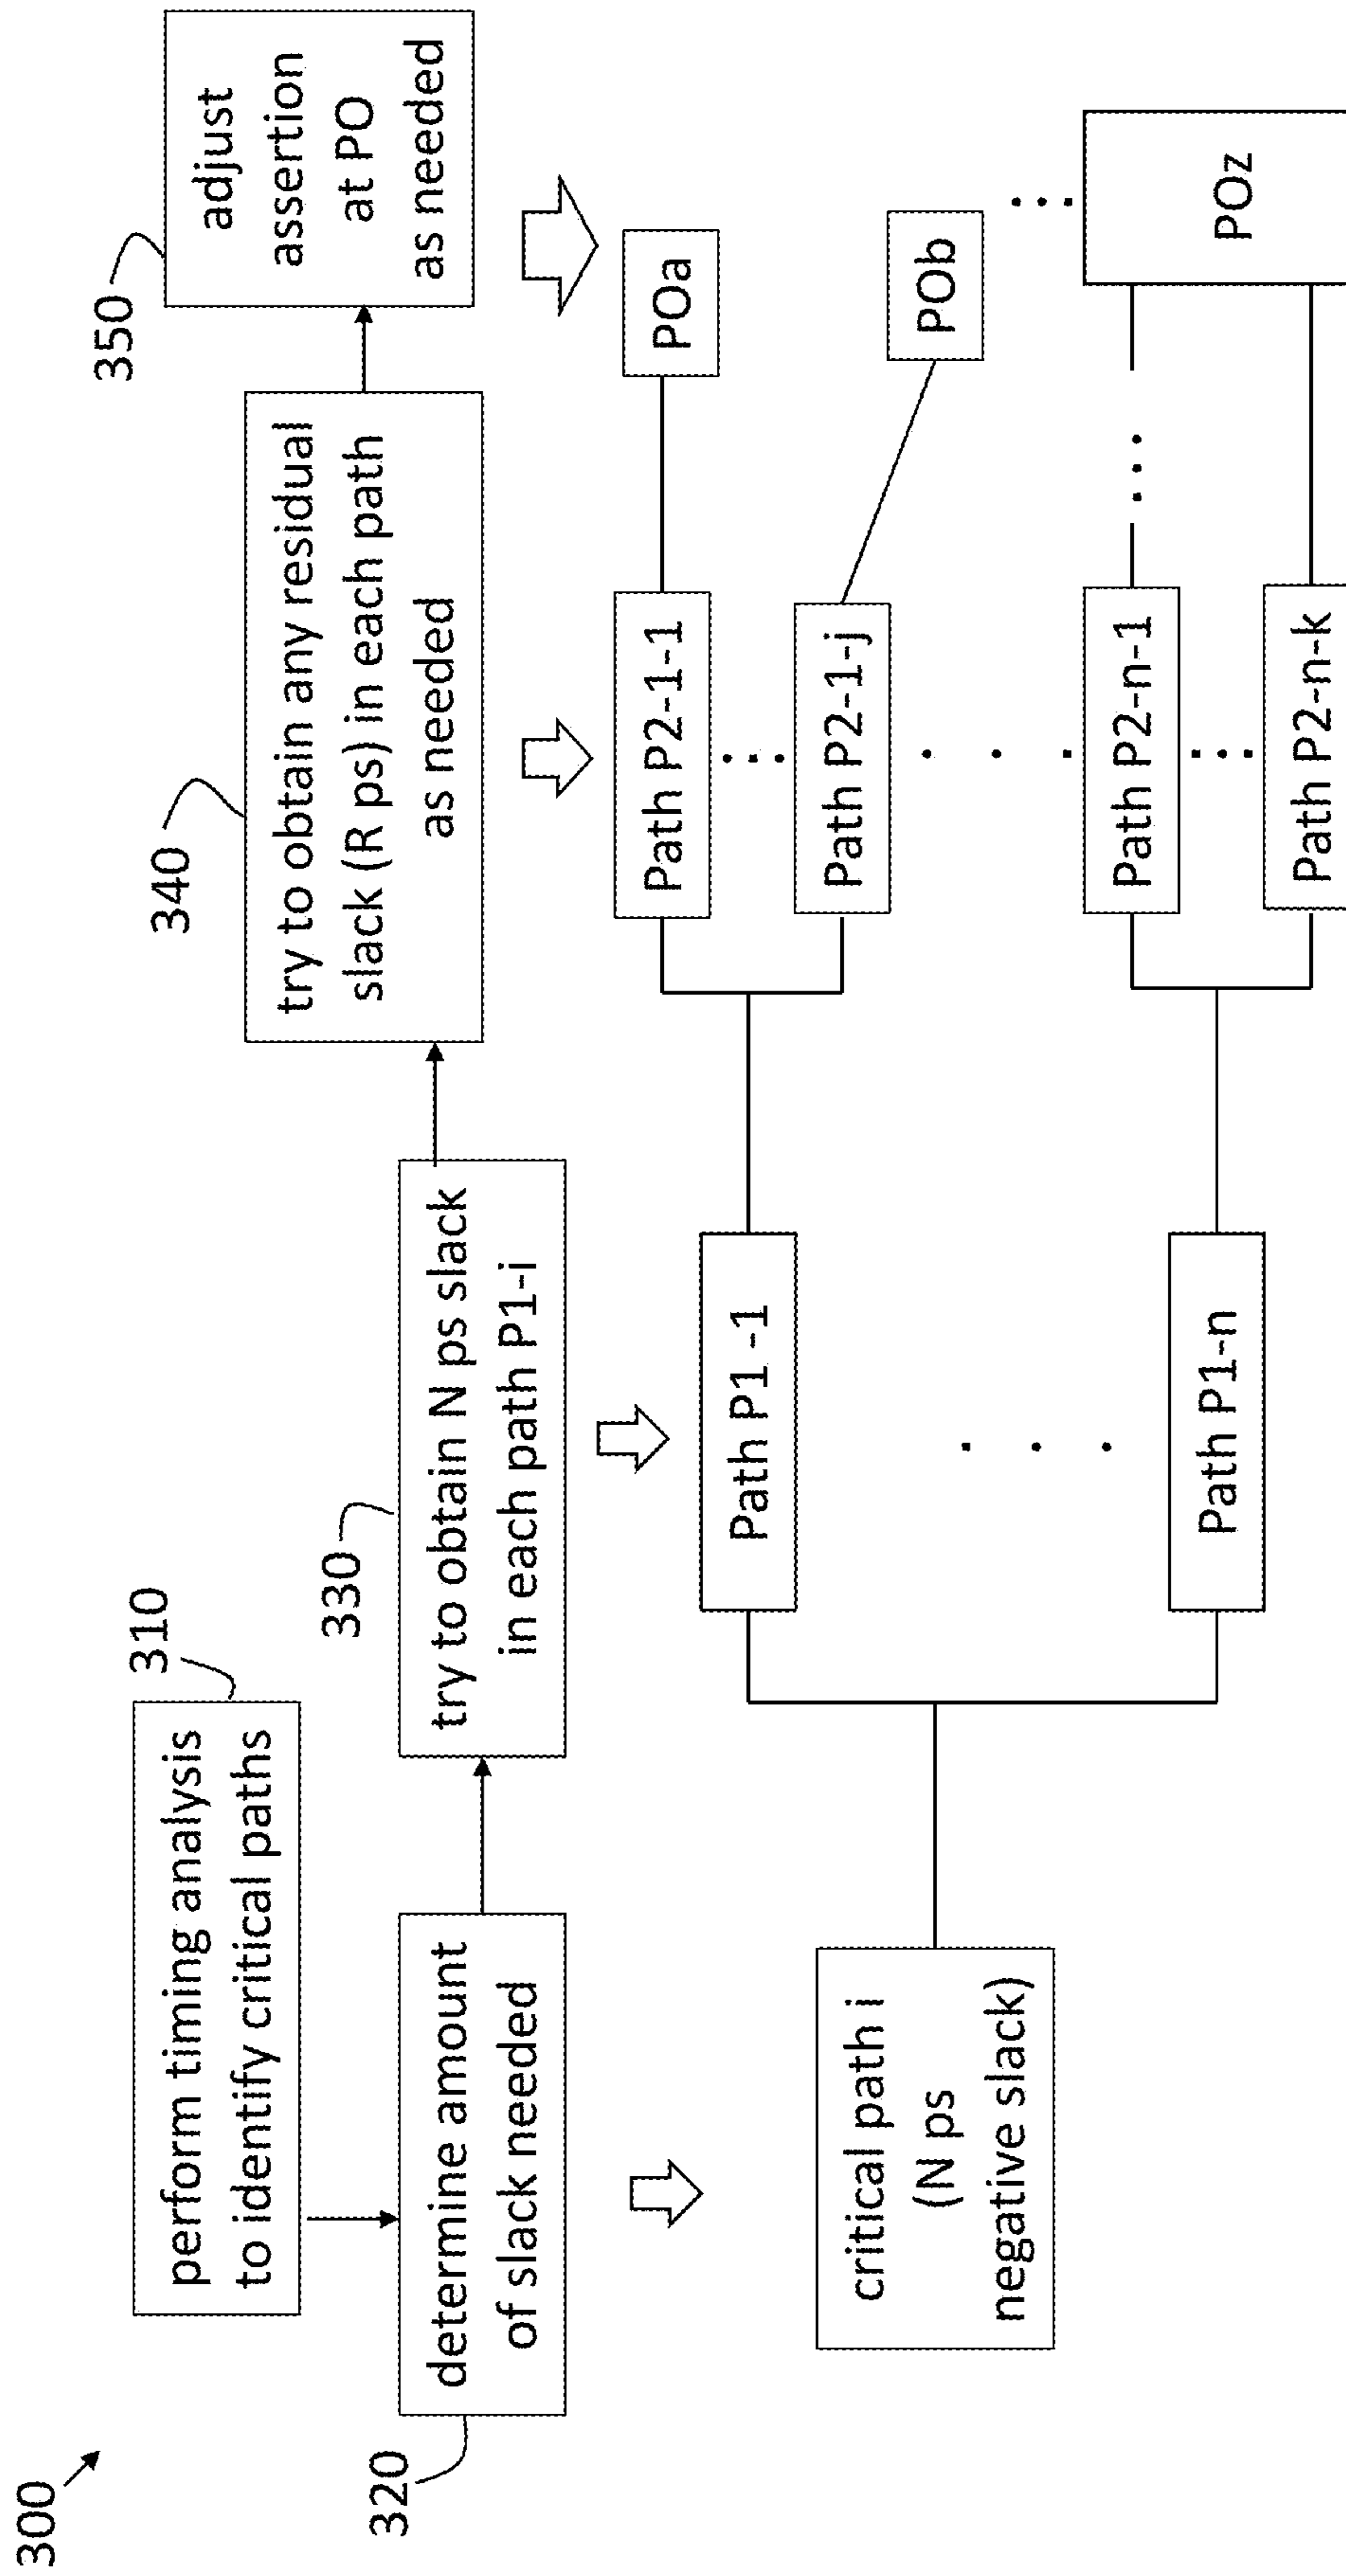 300
310
perform timing analysis
to identify critical paths
320
determine amount
of slack needed
330
try to obtain N ps slack
in each path P1-i
340
try to obtain any residual
slack (R ps) in each path
as needed
350
adjust
assertion
at PO
as needed
critical path i
(N ps
negative slack)
Path P1 -1
. . .
Path P1-n
Path P2-1-1
...
Path P2-1-j
. . .
Path P2-n-1
...
Path P2-n-k
POa
POb
...
...
POz